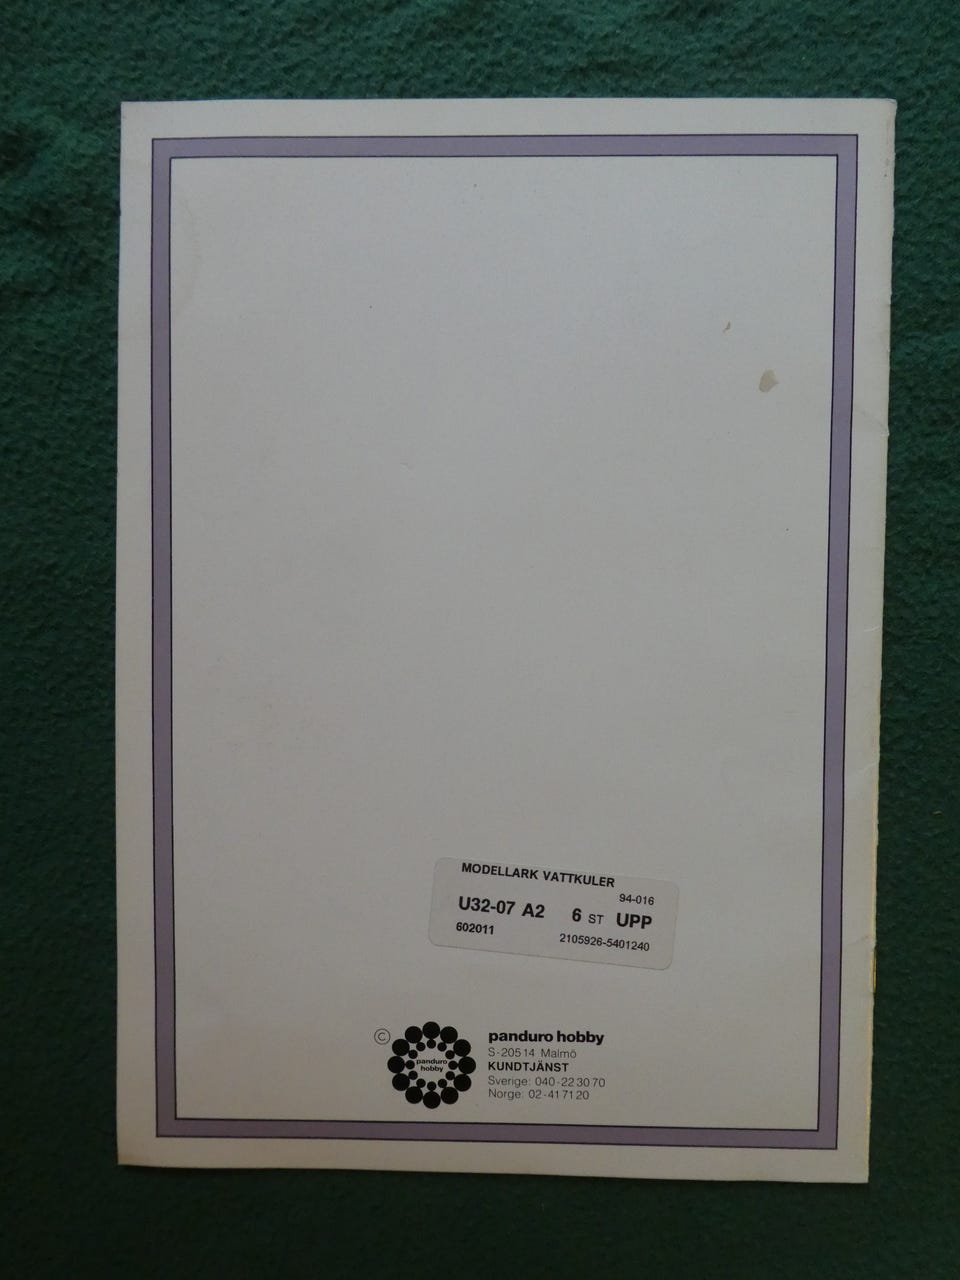 MODELLARK VATTKULER
94-016
U32-07 A2 6 ST UPP
602011 2105926-5401240
©
panduro
hobby
panduro hobby
S-205 14 Malmö
KUNDTJÄNST
Sverige: 040-22 30 70
Norge: 02-41 71 20